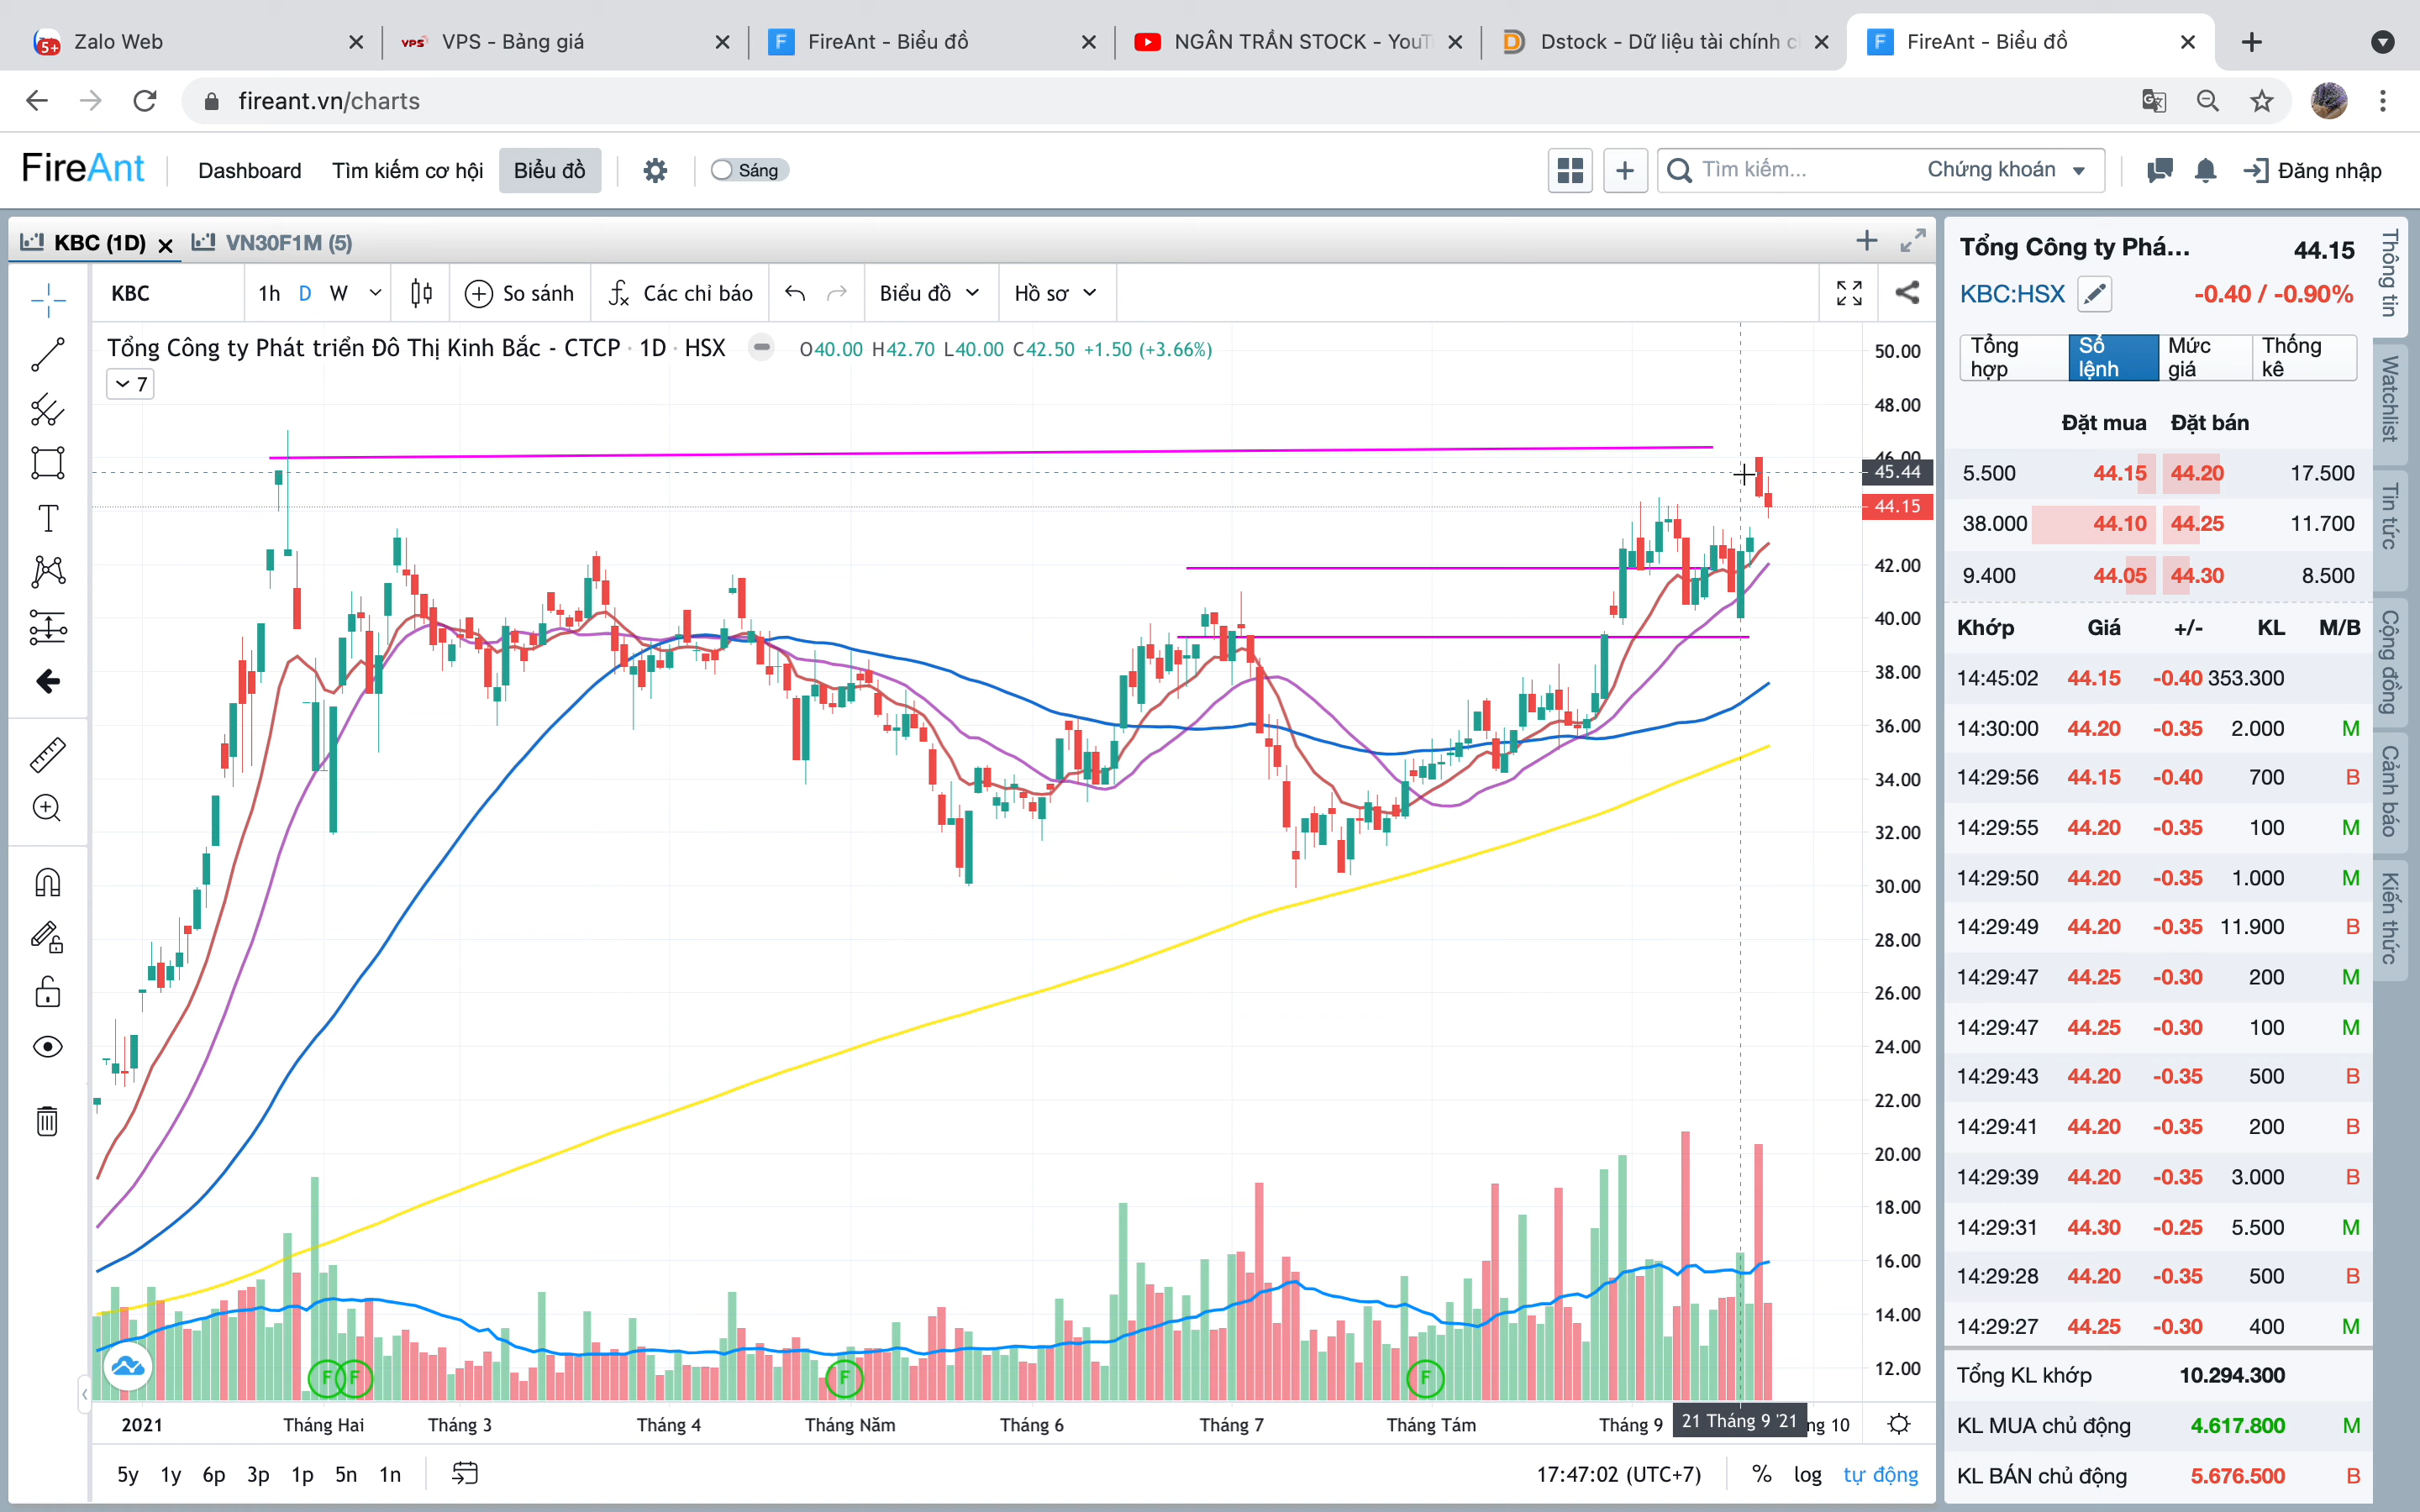 Zalo Web
VPS - Bảng giá
FireAnt - Biểu đồ
NGÂN TRẦN STOCK - YouT
Dstock - Dữ liệu tài chính c
FireAnt - Biểu đồ
fireant.vn/charts
FireAnt
Dashboard
Tìm kiếm cơ hội
Biểu đồ
Sáng
Tìm kiếm...
Chứng khoán
Đăng nhập
KBC (1D)
VN30F1M (5)
KBC
1h D W
So sánh
Các chỉ báo
Biểu đồ
Hồ sơ
Tổng Công ty Phát triển Đô Thị Kinh Bắc - CTCP · 1D · HSX
O40.00 H42.70 L40.00 C42.50 +1.50 (+3.66%)
7
50.00
48.00
46.00
45.44
44.15
42.00
40.00
38.00
36.00
34.00
32.00
30.00
28.00
26.00
24.00
22.00
20.00
18.00
16.00
14.00
12.00
F
F
F
F
2021
Tháng Hai
Tháng 3
Tháng 4
Tháng Năm
Tháng 6
Tháng 7
Tháng Tám
Tháng 9
21 Tháng 9 '21
ng 10
5y 1y 6p 3p 1p 5n 1n
17:47:02 (UTC+7)
%
log
tự động
Tổng Công ty Phá...
44.15
KBC:HSX
-0.40 / -0.90%
Tổng hợp
Sổ lệnh
Mức giá
Thống kê
Đặt mua Đặt bán
5.500 44.15 44.20 17.500
38.000 44.10 44.25 11.700
9.400 44.05 44.30 8.500
Khớp Giá +/- KL M/B
14:45:02 44.15 -0.40 353.300
14:30:00 44.20 -0.35 2.000 M
14:29:56 44.15 -0.40 700 B
14:29:55 44.20 -0.35 100 M
14:29:50 44.20 -0.35 1.000 M
14:29:49 44.20 -0.35 11.900 B
14:29:47 44.25 -0.30 200 M
14:29:47 44.25 -0.30 100 M
14:29:43 44.20 -0.35 500 B
14:29:41 44.20 -0.35 200 B
14:29:39 44.20 -0.35 3.000 B
14:29:31 44.30 -0.25 5.500 M
14:29:28 44.20 -0.35 500 B
14:29:27 44.25 -0.30 400 M
Tổng KL khớp 10.294.300
KL MUA chủ động 4.617.800 M
KL BÁN chủ động 5.676.500 B
Thông tin
Watchlist
Tin tức
Cộng đồng
Cảnh báo
Kiến thức